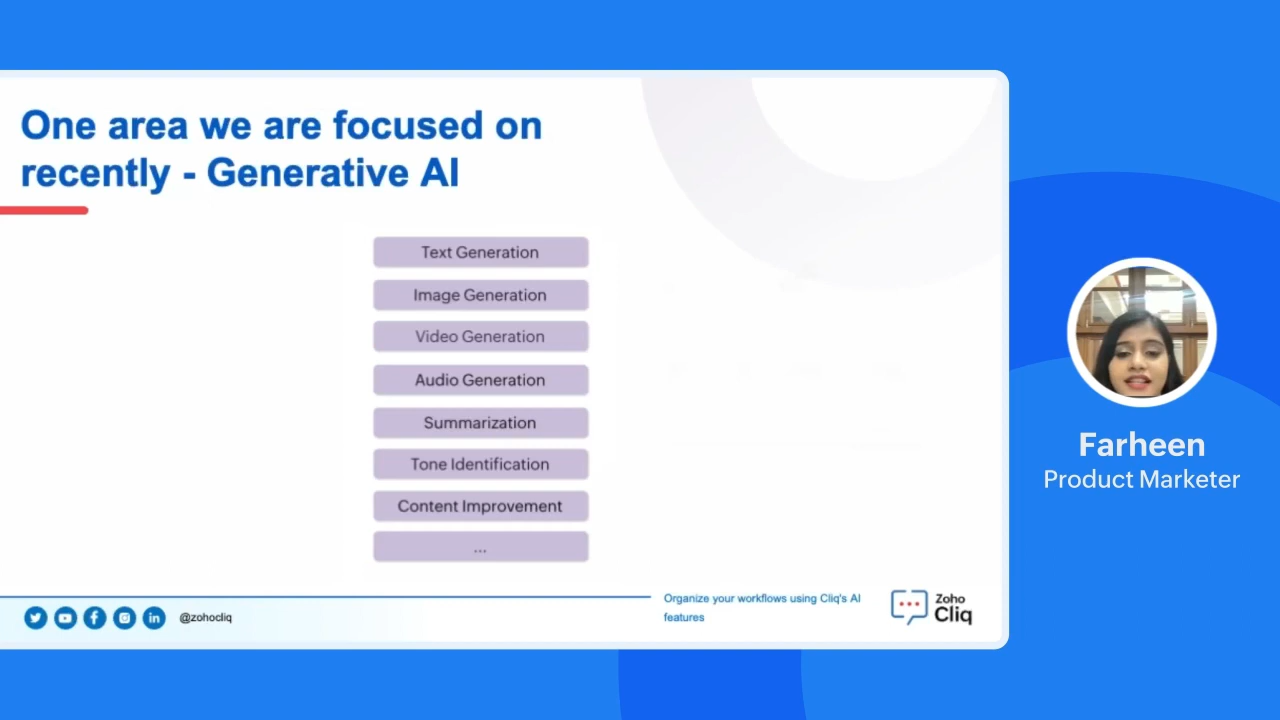 One area we are focused on
recently - Generative AI
Text Generation
Image Generation
Video Generation
Audio Generation
Summarization
Tone Identification
Content Improvement
...
@zohocliq
Organize your workflows using Cliq's AI
features
Zoho
Cliq
Farheen
Product Marketer